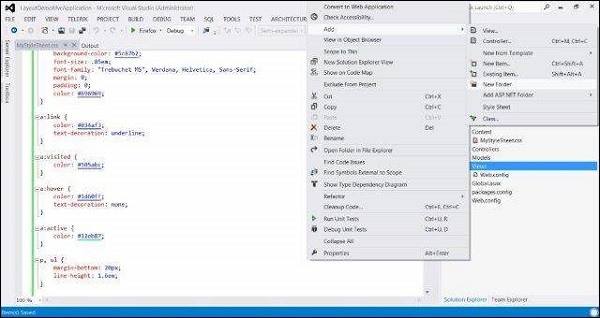 LayoutDemoMvcApplication - Microsoft Visual Studio (Administrator)
Launch (Ctrl+Q)
FILE EDIT VIEW PROJECT BUILD DEBUG TEAM SQL TOOLS TEST ARCHITECTURE
Firefox Debug
MyStyleSheet.css Output
Server Explorer
Toolbox
background-color: #5c87b2;
font-size: .85em;
font-family: "Trebuchet MS", Verdana, Helvetica, Sans-Serif;
margin: 0;
padding: 0;
color: #696969;
}
a:link {
color: #034af3;
text-decoration: underline;
}
a:visited {
color: #505abc;
}
a:hover {
color: #1d60ff;
text-decoration: none;
}
a:active {
color: #12eb87;
}
p, ul {
margin-bottom: 20px;
line-height: 1.6em;
}
100 %
Item(s) Saved
Convert to Web Application
Check Accessibility...
Add
View in Object Browser
Scope to This
New Solution Explorer View
Show on Code Map
Exclude From Project
Cut Ctrl+X
Copy Ctrl+C
Paste Ctrl+V
Delete Del
Rename
Open Folder in File Explorer
Find Code Issues
Find Symbols External to Scope
Show Type Dependency Diagram
Refactor
Cleanup Code... Ctrl+E, Ctrl+C
Run Unit Tests Ctrl+U, R
Debug Unit Tests Ctrl+U, D
Collapse All
Properties Alt+Enter
View...
Controller... Ctrl+M, Ctrl+C
New from Template
New Item... Ctrl+Shift+A
Existing Item... Shift+Alt+A
New Folder
Add ASP.NET Folder
Style Sheet
Class...
Content
MyStyleSheet.css
Controllers
Models
Views
Web.config
Global.asax
packages.config
Web.config
Solution Explorer Team Explorer